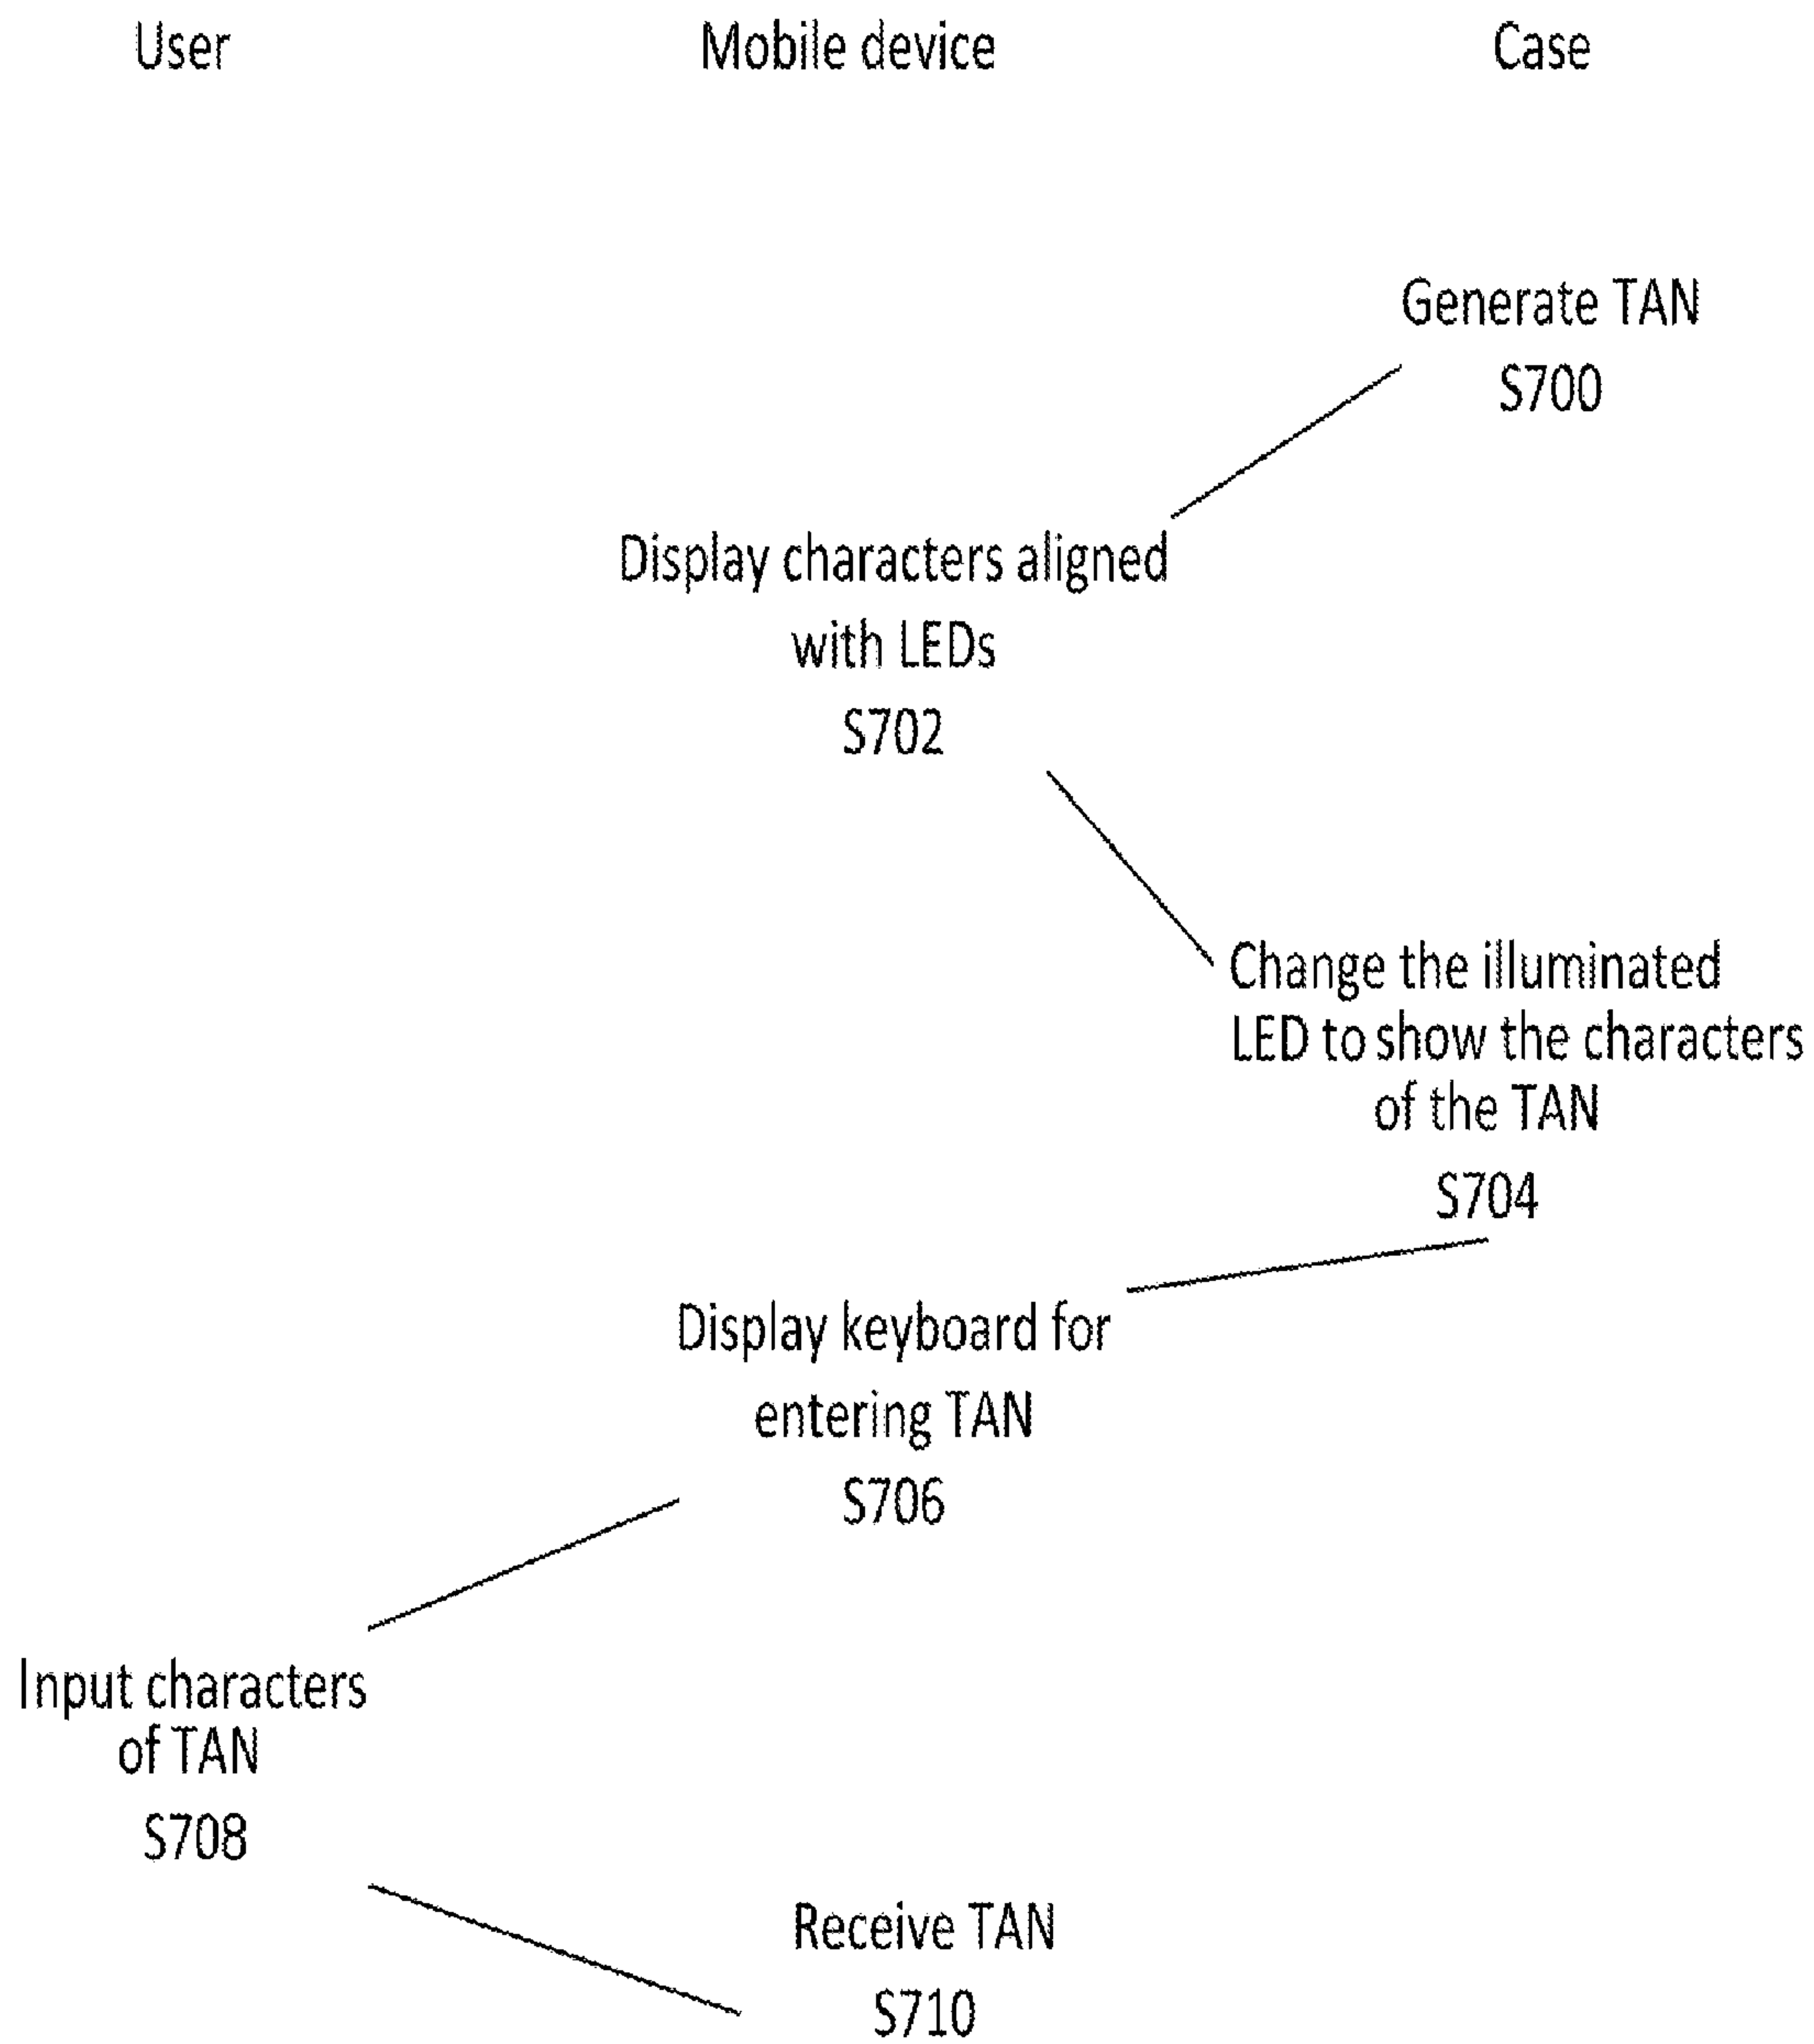 User
Mobile device
Case
Generate TAN
S700
Display characters aligned
with LEDs
S702
Change the illuminated
LED to show the characters
of the TAN
S704
Display keyboard for
entering TAN
S706
Input characters
of TAN
S708
Receive TAN
S710